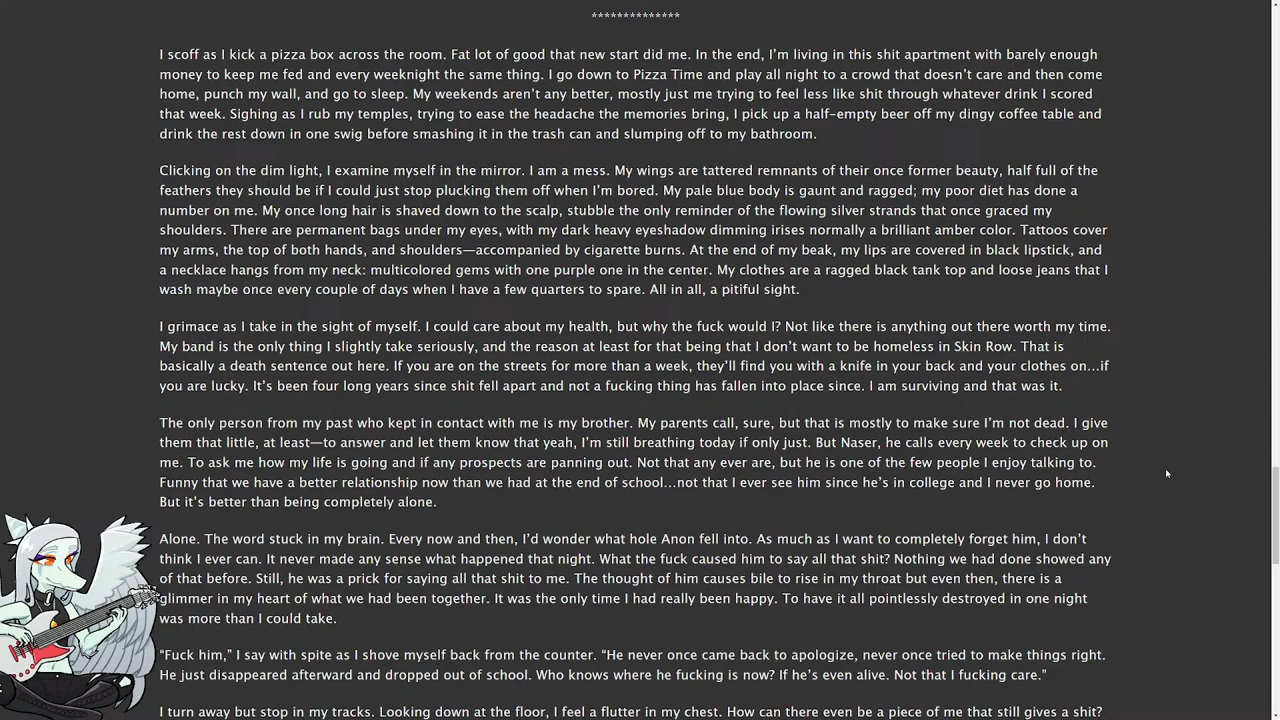 **************
I scoff as I kick a pizza box across the room. Fat lot of good that new start did me. In the end, I’m living in this shit apartment with barely enough
money to keep me fed and every weeknight the same thing. I go down to Pizza Time and play all night to a crowd that doesn’t care and then come
home, punch my wall, and go to sleep. My weekends aren’t any better, mostly just me trying to feel less like shit through whatever drink I scored
that week. Sighing as I rub my temples, trying to ease the headache the memories bring, I pick up a half-empty beer off my dingy coffee table and
drink the rest down in one swig before smashing it in the trash can and slumping off to my bathroom.
Clicking on the dim light, I examine myself in the mirror. I am a mess. My wings are tattered remnants of their once former beauty, half full of the
feathers they should be if I could just stop plucking them off when I’m bored. My pale blue body is gaunt and ragged; my poor diet has done a
number on me. My once long hair is shaved down to the scalp, stubble the only reminder of the flowing silver strands that once graced my
shoulders. There are permanent bags under my eyes, with my dark heavy eyeshadow dimming irises normally a brilliant amber color. Tattoos cover
my arms, the top of both hands, and shoulders—accompanied by cigarette burns. At the end of my beak, my lips are covered in black lipstick, and
a necklace hangs from my neck: multicolored gems with one purple one in the center. My clothes are a ragged black tank top and loose jeans that I
wash maybe once every couple of days when I have a few quarters to spare. All in all, a pitiful sight.
I grimace as I take in the sight of myself. I could care about my health, but why the fuck would I? Not like there is anything out there worth my time.
My band is the only thing I slightly take seriously, and the reason at least for that being that I don’t want to be homeless in Skin Row. That is
basically a death sentence out here. If you are on the streets for more than a week, they’ll find you with a knife in your back and your clothes on…if
you are lucky. It’s been four long years since shit fell apart and not a fucking thing has fallen into place since. I am surviving and that was it.
The only person from my past who kept in contact with me is my brother. My parents call, sure, but that is mostly to make sure I’m not dead. I give
them that little, at least—to answer and let them know that yeah, I’m still breathing today if only just. But Naser, he calls every week to check up on
me. To ask me how my life is going and if any prospects are panning out. Not that any ever are, but he is one of the few people I enjoy talking to.
Funny that we have a better relationship now than we had at the end of school…not that I ever see him since he’s in college and I never go home.
But it’s better than being completely alone.
Alone. The word stuck in my brain. Every now and then, I’d wonder what hole Anon fell into. As much as I want to completely forget him, I don’t
think I ever can. It never made any sense what happened that night. What the fuck caused him to say all that shit? Nothing we had done showed any
of that before. Still, he was a prick for saying all that shit to me. The thought of him causes bile to rise in my throat but even then, there is a
glimmer in my heart of what we had been together. It was the only time I had really been happy. To have it all pointlessly destroyed in one night
was more than I could take.
“Fuck him,” I say with spite as I shove myself back from the counter. “He never once came back to apologize, never once tried to make things right.
He just disappeared afterward and dropped out of school. Who knows where he fucking is now? If he’s even alive. Not that I fucking care.”
I turn away but stop in my tracks. Looking down at the floor, I feel a flutter in my chest. How can there even be a piece of me that still gives a shit?